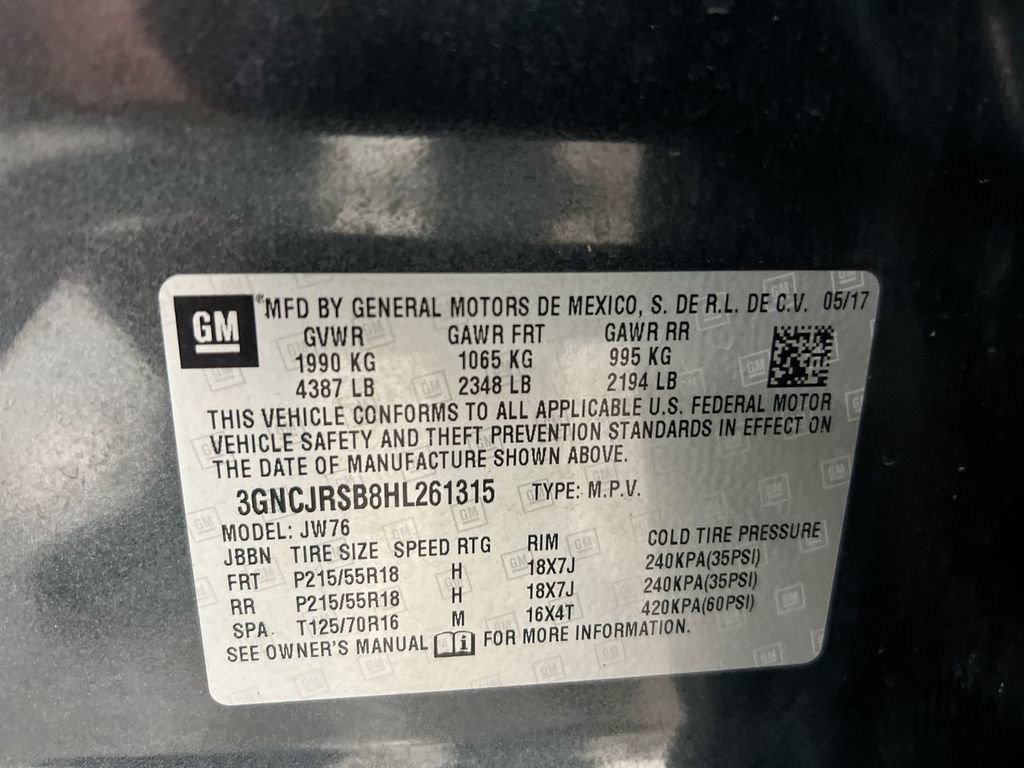 GM ®MFD BY GENERAL MOTORS DE MEXICO, S. DE R.L. DE C.V. 05/17
GVWR GAWR FRT GAWR RR
1990 KG 1065 KG 995 KG
4387 LB 2348 LB 2194 LB
THIS VEHICLE CONFORMS TO ALL APPLICABLE U.S. FEDERAL MOTOR
VEHICLE SAFETY AND THEFT PREVENTION STANDARDS IN EFFECT ON
THE DATE OF MANUFACTURE SHOWN ABOVE.
3GNCJRSB8HL261315 TYPE: M.P.V.
MODEL: JW76
JBBN TIRE SIZE SPEED RTG RIM COLD TIRE PRESSURE
FRT P215/55R18 H 18X7J 240KPA(35PSI)
RR P215/55R18 H 18X7J 240KPA(35PSI)
SPA T125/70R16 M 16X4T 420KPA(60PSI)
SEE OWNER'S MANUAL FOR MORE INFORMATION.